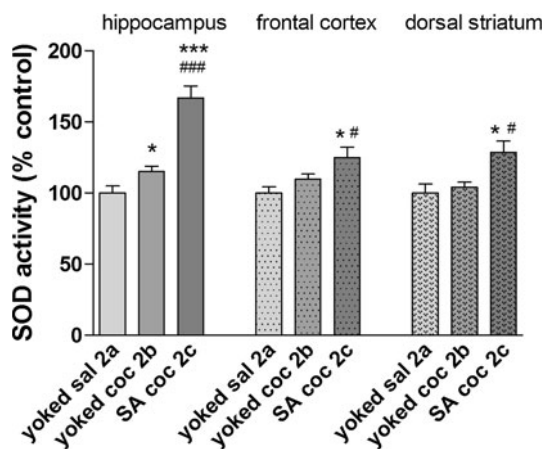 hippocampus frontal cortex dorsal striatum
SOD activity (% control)
200
150
100
50
0
***
###
*
* #
* #
yoked sal 2a
yoked coc 2b
SA coc 2c
yoked sal 2a
yoked coc 2b
SA coc 2c
yoked sal 2a
yoked coc 2b
SA coc 2c